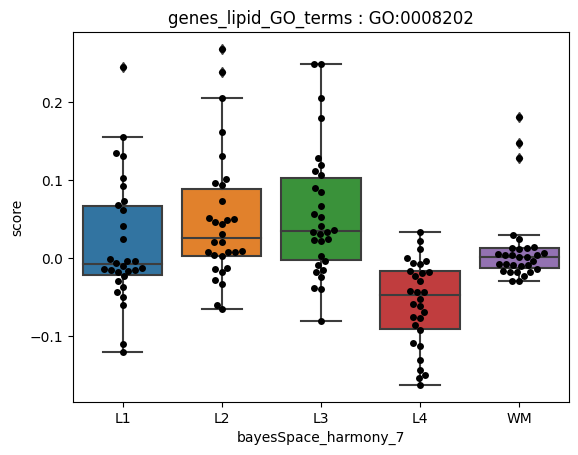 genes_lipid_GO_terms : GO:0008202
score
0.2
0.1
0.0
−0.1
L1 L2 L3 L4 WM
bayesSpace_harmony_7